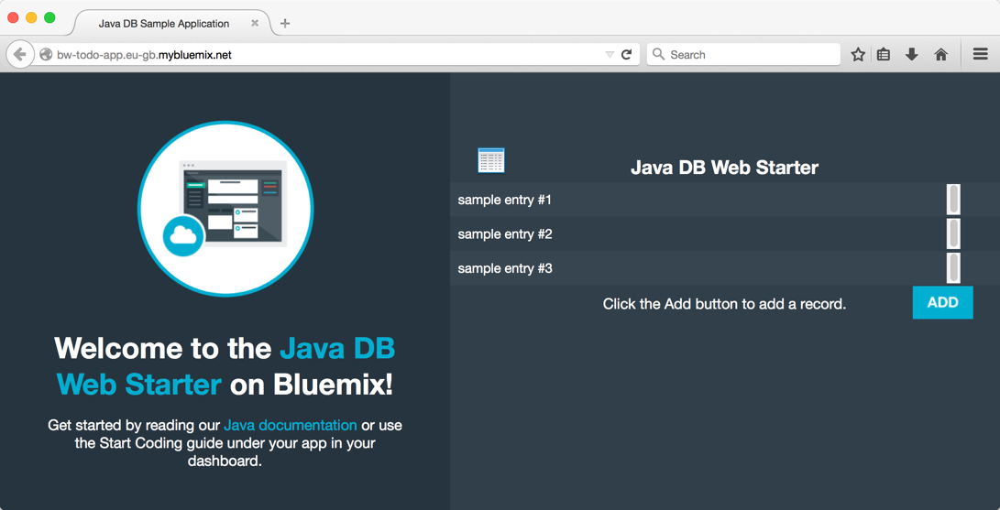 Java DB Sample Application
bw-todo-app.eu-gb.mybluemix.net
Search
Welcome to the Java DB
Web Starter on Bluemix!
Get started by reading our Java documentation or use
the Start Coding guide under your app in your
dashboard.
Java DB Web Starter
sample entry #1
sample entry #2
sample entry #3
Click the Add button to add a record.
ADD